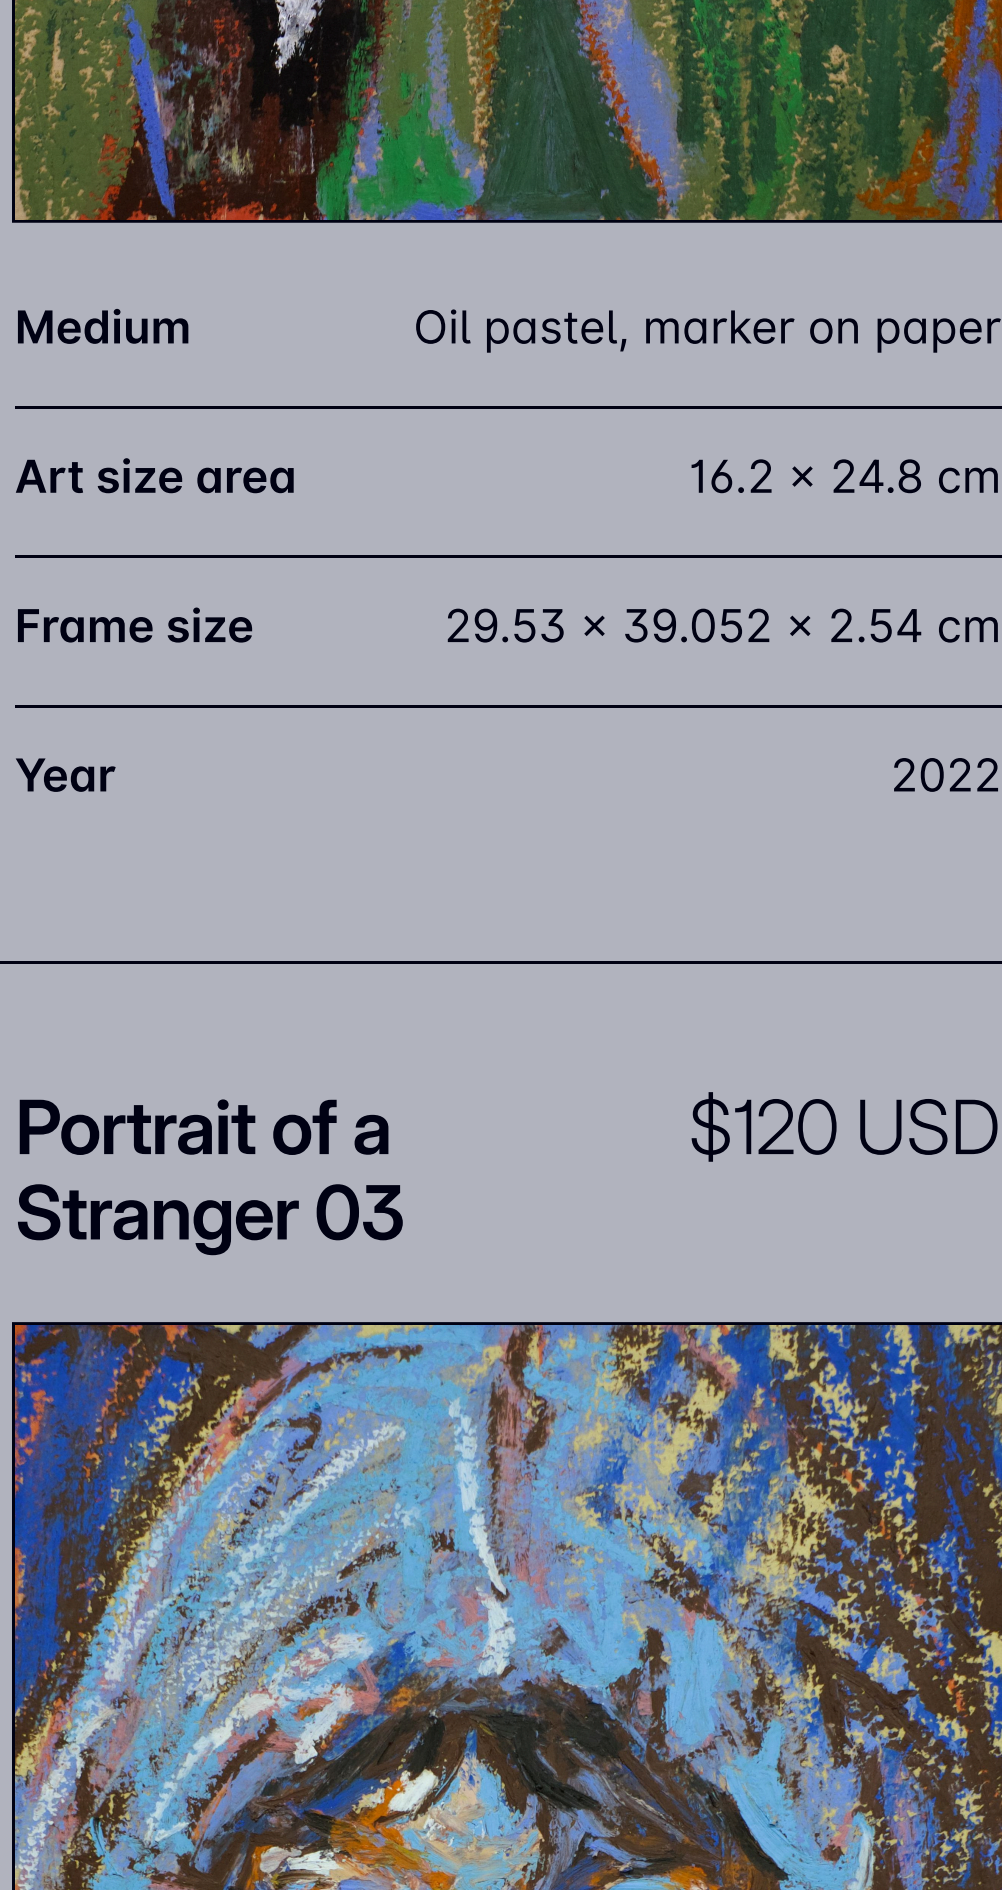 Medium Oil pastel, marker on paper
Art size area 16.2 × 24.8 cm
Frame size 29.53 × 39.052 × 2.54 cm
Year 2022
Portrait of a $120 USD
Stranger 03